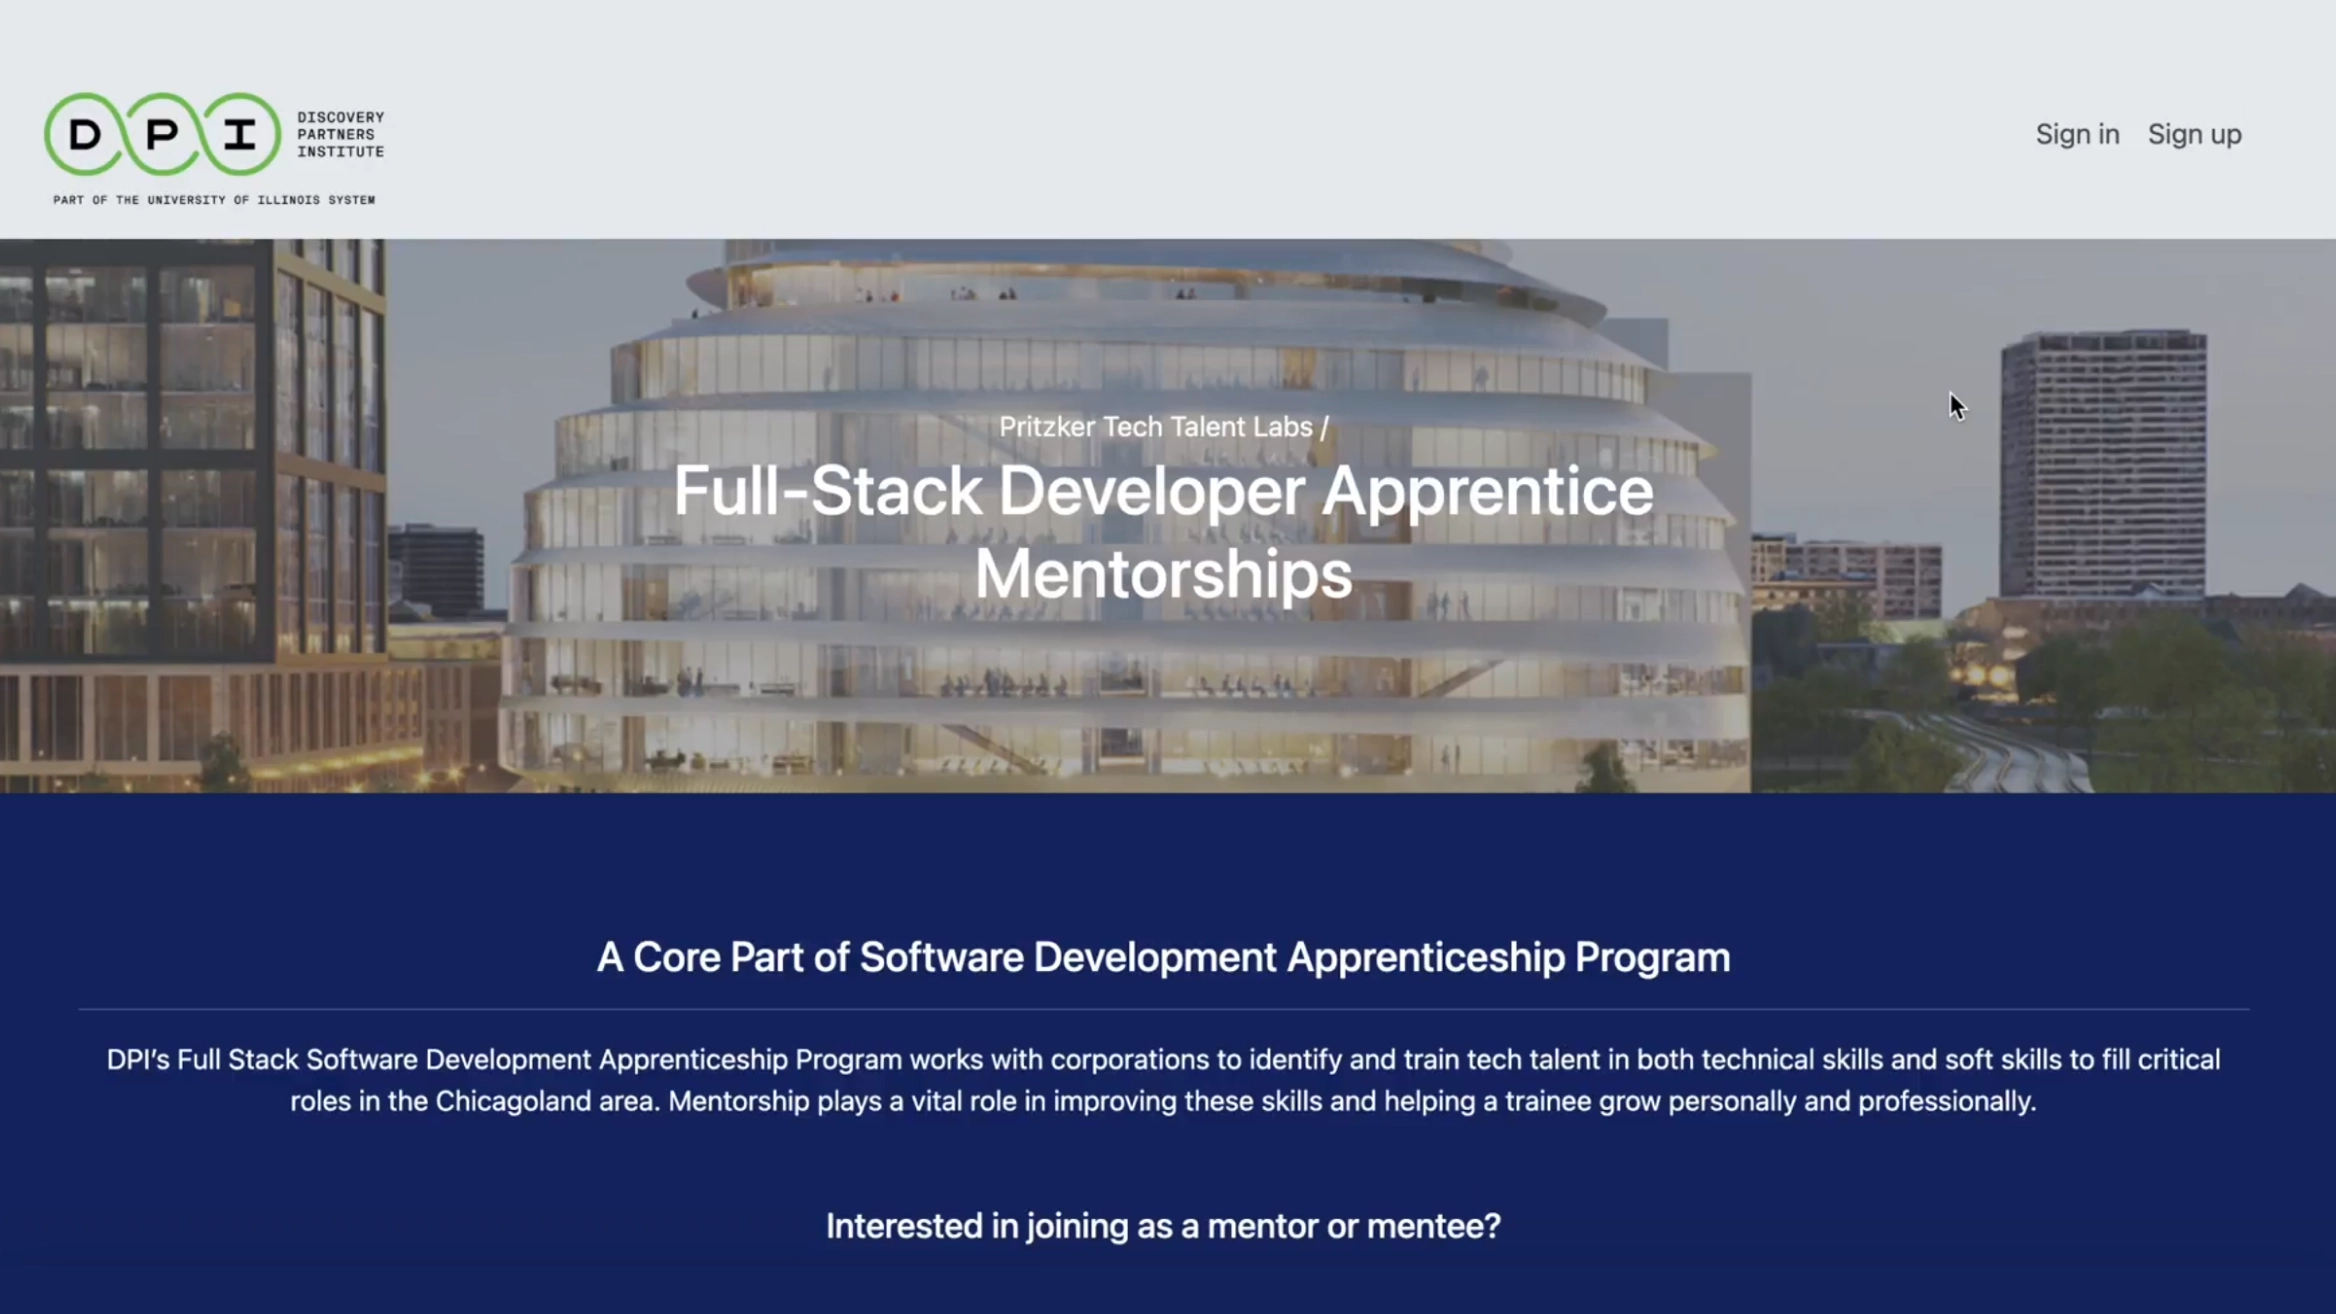 D P I
DISCOVERY
PARTNERS
INSTITUTE
PART OF THE UNIVERSITY OF ILLINOIS SYSTEM
Sign in
Sign up
Pritzker Tech Talent Labs /
Full-Stack Developer Apprentice
Mentorships
A Core Part of Software Development Apprenticeship Program
DPI’s Full Stack Software Development Apprenticeship Program works with corporations to identify and train tech talent in both technical skills and soft skills to fill critical
roles in the Chicagoland area. Mentorship plays a vital role in improving these skills and helping a trainee grow personally and professionally.
Interested in joining as a mentor or mentee?